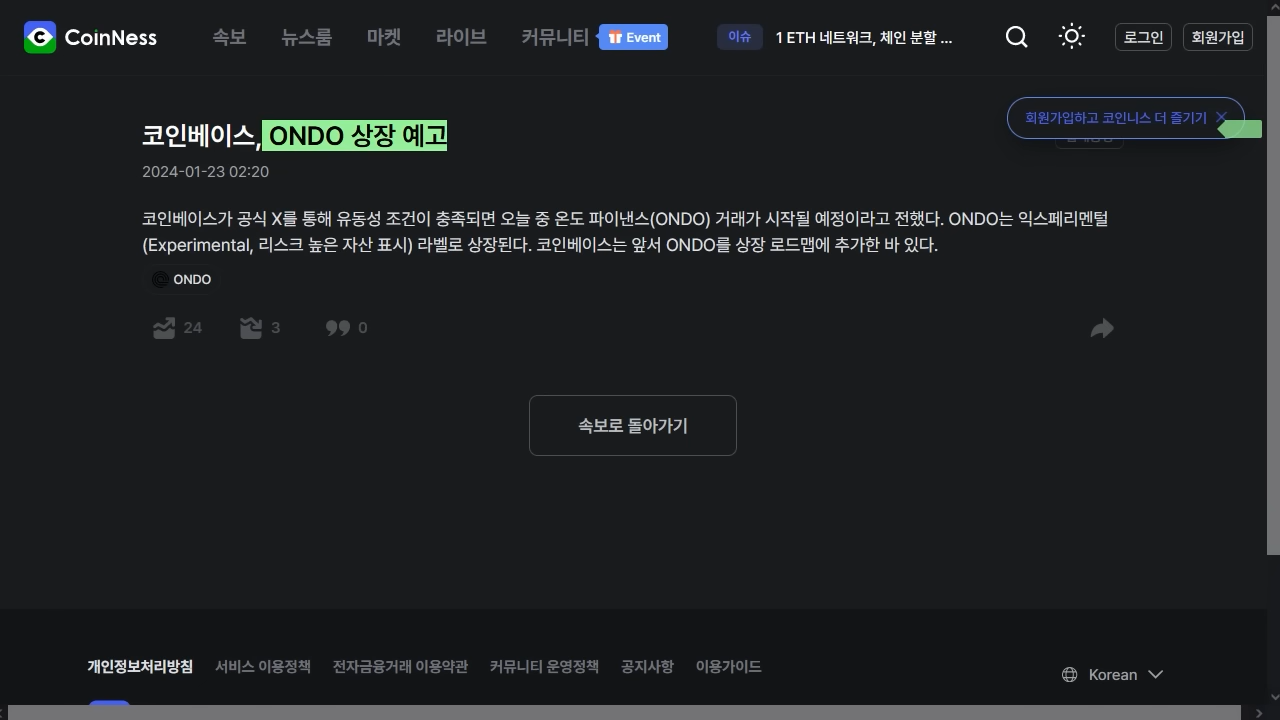 CoinNess
속보 뉴스룸 마켓 라이브 커뮤니티 Event 이슈 1 ETH 네트워크, 체인 분할 ... 로그인 회원가입
회원가입하고 코인니스 더 즐기기
코인베이스, ONDO 상장 예고
2024-01-23 02:20
코인베이스가 공식 X를 통해 유동성 조건이 충족되면 오늘 중 온도 파이낸스(ONDO) 거래가 시작될 예정이라고 전했다. ONDO는 익스페리멘털
(Experimental, 리스크 높은 자산 표시) 라벨로 상장된다. 코인베이스는 앞서 ONDO를 상장 로드맵에 추가한 바 있다.
ONDO
24 3 0
속보로 돌아가기
개인정보처리방침 서비스 이용정책 전자금융거래 이용약관 커뮤니티 운영정책 공지사항 이용가이드
Korean